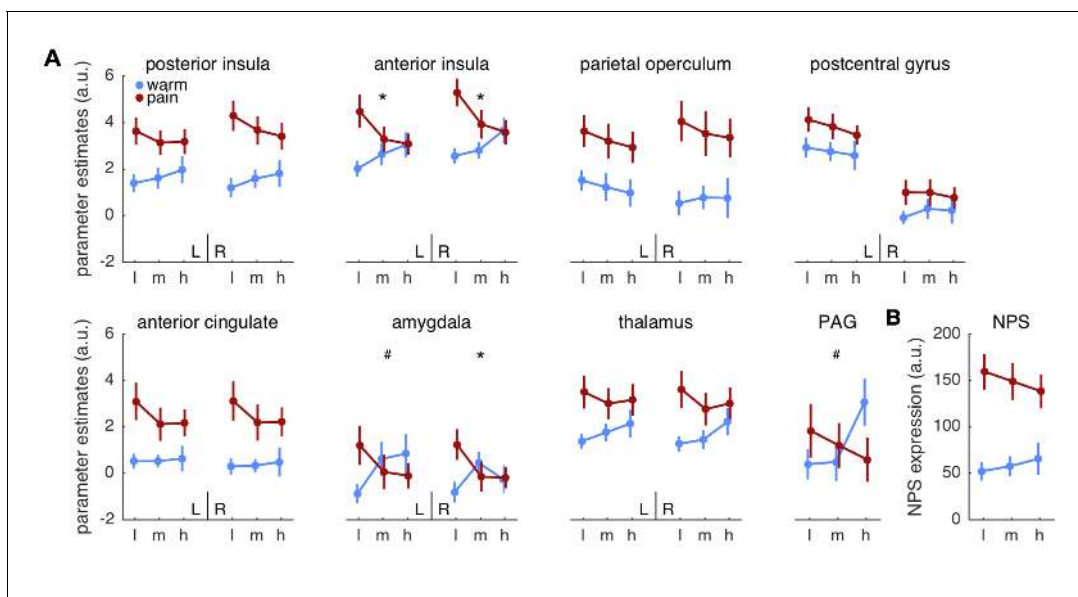 A
posterior insula
anterior insula
parietal operculum
postcentral gyrus
parameter estimates (a.u.)
6
4
2
0
-2
warm
pain
*
*
L R
L R
L R
L R
l m h l m h
l m h l m h
l m h l m h
l m h l m h
anterior cingulate
amygdala
thalamus
PAG
B
NPS
parameter estimates (a.u.)
6
4
2
0
-2
#
*
#
L R
L R
L R
NPS expression (a.u.)
200
150
100
50
0
l m h l m h
l m h l m h
l m h l m h
l m h
l m h